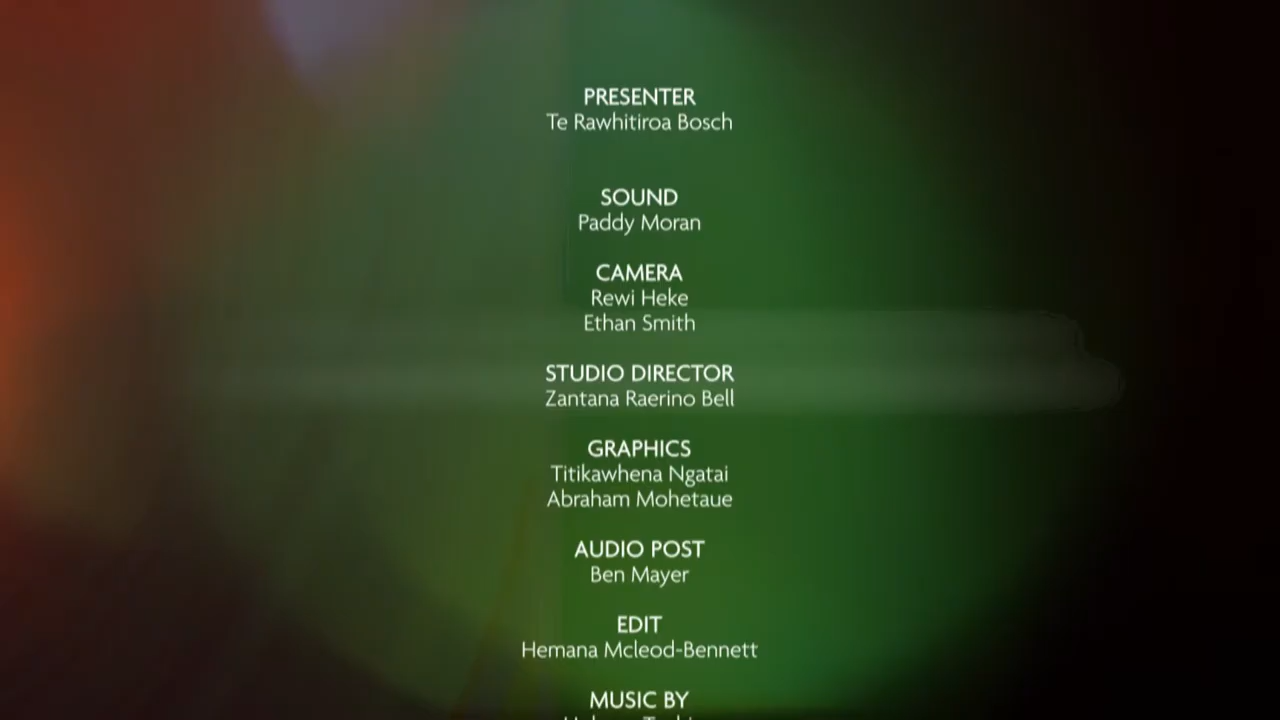 PRESENTER
Te Rawhitiroa Bosch
SOUND
Paddy Moran
CAMERA
Rewi Heke
Ethan Smith
STUDIO DIRECTOR
Zantana Raerino Bell
GRAPHICS
Titikawhena Ngatai
Abraham Mohetaue
AUDIO POST
Ben Mayer
EDIT
Hemana Mcleod-Bennett
MUSIC BY